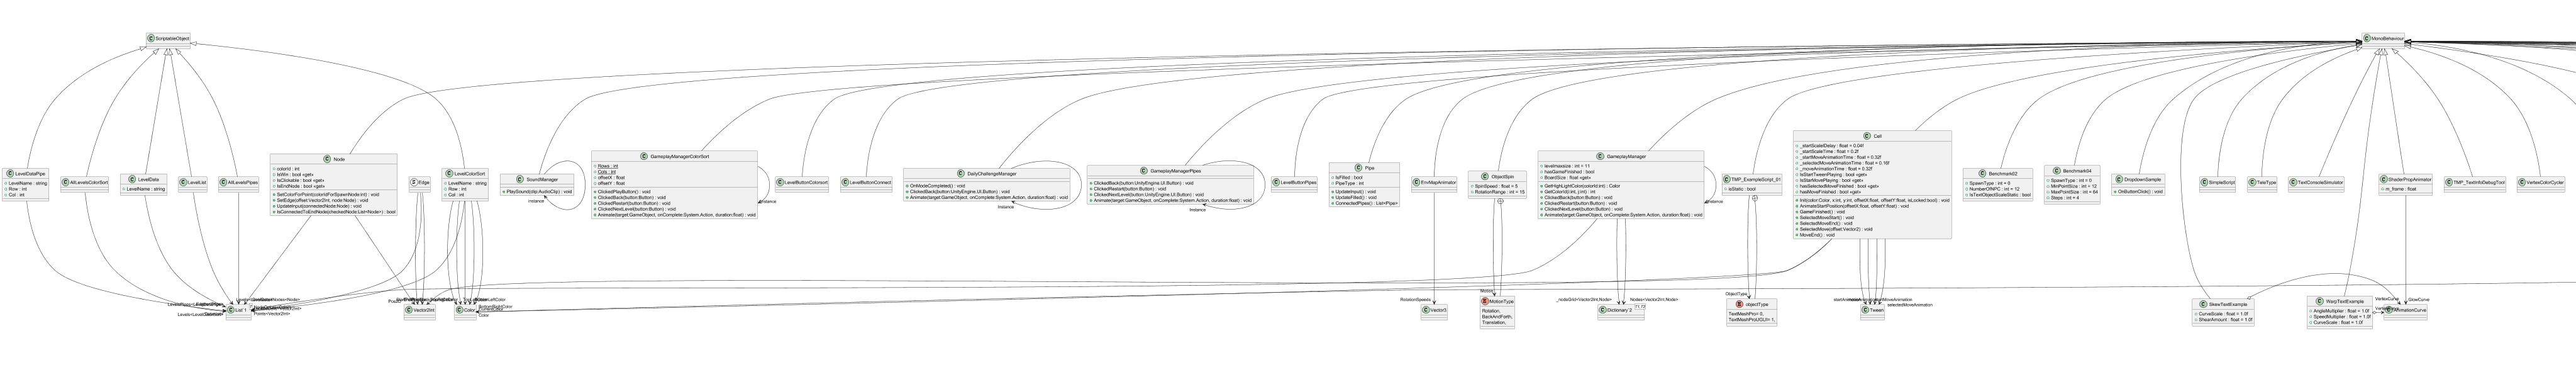 ScriptableObject
MonoBehaviour
LevelDataPipe
LevelName : string
Row : int
Col : int
AllLevelsColorSort
LevelData
LevelName : string
LevelList
AllLevelsPipes
Node
colorId : int
IsWin : bool «get»
IsClickable : bool «get»
IsEndNode : bool «get»
SetColorForPoint(colorIdForSpawnNode:int) : void
SetEdge(offset:Vector2Int, node:Node) : void
UpdateInput(connectedNode:Node) : void
IsConnectedToEndNode(checkedNode:List<Node>) : bool
Edge
LevelColorSort
LevelName : string
Row : int
Col : int
SoundManager
PlaySound(clip:AudioClip) : void
Instance
GameplayManagerColorSort
Rows : int
Cols : int
offsetX : float
offsetY : float
ClickedPlayButton() : void
ClickedBack(button:Button) : void
ClickedRestart(button:Button) : void
ClickedNextLevel(button:Button) : void
Animate(target:GameObject, onComplete:System.Action, duration:float) : void
Instance
LevelButtonColorsort
LevelButtonConnect
DailyChallengeManager
OnModeCompleted() : void
ClickedBack(button:UnityEngine.UI.Button) : void
Animate(target:GameObject, onComplete:System.Action, duration:float) : void
Instance
GameplayManagerPipes
ClickedBack(button:UnityEngine.UI.Button) : void
ClickedRestart(button:Button) : void
ClickedNextLevel(button:UnityEngine.UI.Button) : void
Animate(target:GameObject, onComplete:System.Action, duration:float) : void
Instance
LevelButtonPipes
Pipe
IsFilled : bool
PipeType : int
UpdateInput() : void
UpdateFilled() : void
ConnectedPipes() : List<Pipe>
EnvMapAnimator
ObjectSpin
SpinSpeed : float = 5
RotationRange : int = 15
GameplayManager
levelmaxsize : int = 11
hasGameFinished : bool
BoardSize : float «get»
GetHighLightColor(colorId:int) : Color
GetColorId(i:int, j:int) : int
ClickedBack(button:Button) : void
ClickedRestart(button:Button) : void
ClickedNextLevel(button:Button) : void
Animate(target:GameObject, onComplete:System.Action, duration:float) : void
Instance
TMP_ExampleScript_01
isStatic : bool
Cell
_startScaleDelay : float = 0.04f
_startScaleTime : float = 0.2f
_startMoveAnimationTime : float = 0.32f
_selectedMoveAnimationTime : float = 0.16f
_moveAnimationTime : float = 0.32f
IsStartTweenPlaying : bool «get»
IsStartMovePlaying : bool «get»
hasSelectedMoveFinished : bool «get»
hasMoveFinished : bool «get»
Init(color:Color, x:int, y:int, offsetX:float, offsetY:float, isLocked:bool) : void
AnimateStartPosition(offsetX:float, offsetY:float) : void
GameFinished() : void
SelectedMoveStart() : void
SelectedMoveEnd() : void
SelectedMove(offset:Vector2) : void
MoveEnd() : void
Benchmark02
SpawnType : int = 0
NumberOfNPC : int = 12
IsTextObjectScaleStatic : bool
Benchmark04
SpawnType : int = 0
MinPointSize : int = 12
MaxPointSize : int = 64
Steps : int = 4
DropdownSample
OnButtonClick() : void
SimpleScript
TeleType
TextConsoleSimulator
ShaderPropAnimator
m_frame : float
TMP_TextInfoDebugTool
VertexColorCycler
List`1
Points<Vector2Int>
Vector2Int
Color
BottomRightColor
Color
RotationSpeeds
Vector3
Motion
MotionType
Rotation,
BackAndForth,
Translation,
_nodeGrid<Vector2Int,Node>
Nodes<Vector2Int,Node>
Dictionary`2
T1,T2
ObjectType
objectType
TextMeshPro= 0,
TextMeshProUGUI= 1,
selectedMoveAnimation
Tween
SkewTextExample
CurveScale : float = 1.0f
ShearAmount : float = 1.0f
WarpTextExample
AngleMultiplier : float = 1.0f
SpeedMultiplier : float = 1.0f
CurveScale : float = 1.0f
VertexCurve
GlowCurve
AnimationCurve